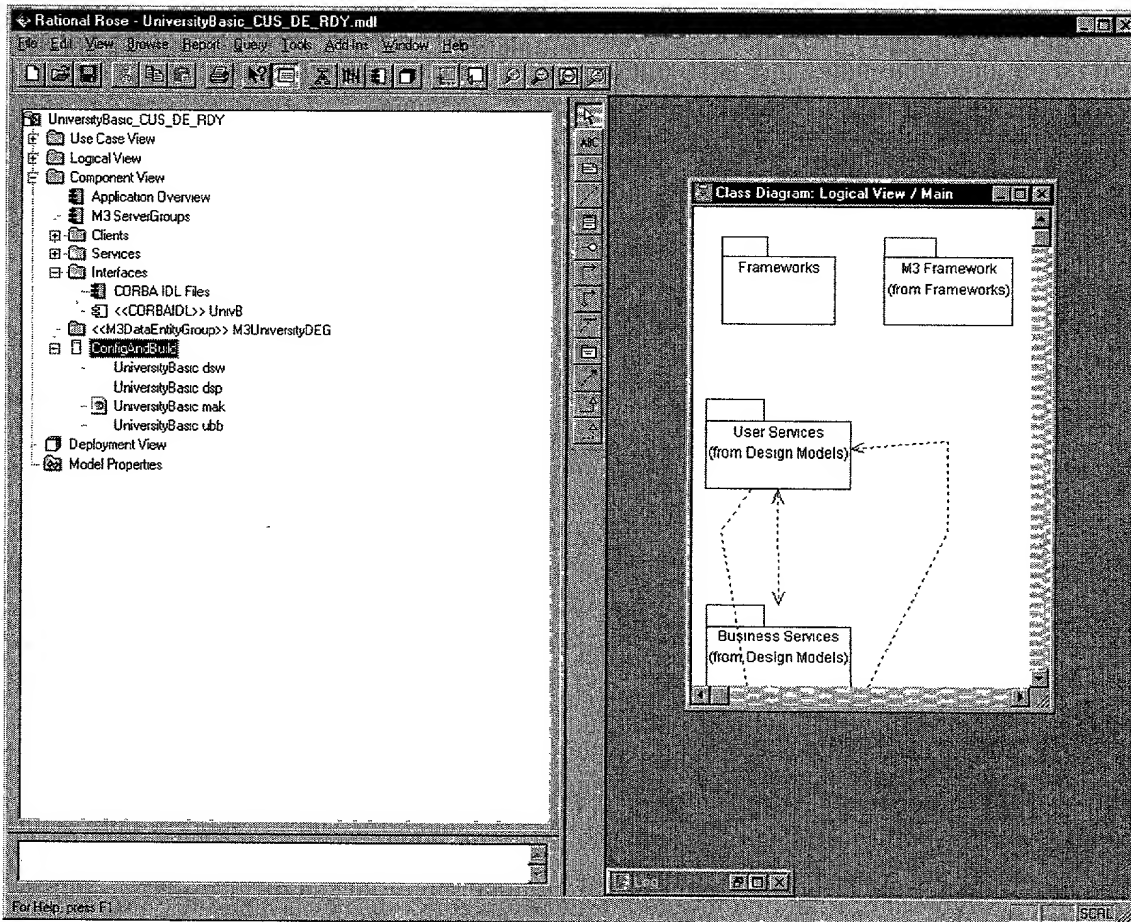 Rational Rose - UniversityBasic_CUS_DE_RDY.mdl
File Edit View Browse Report Query Tools Add-Ins Window Help
UniversityBasic_CUS_DE_RDY
Use Case View
Logical View
Component View
Application Overview
M3 ServerGroups
Clients
Services
Interfaces
CORBA IDL Files
<<CORBAIDL>> UnivB
<<M3DataEntityGroup>> M3UniversityDEG
ConfigAndBuild
UniversityBasic dsw
UniversityBasic dsp
UniversityBasic mak
UniversityBasic ubb
Deployment View
Model Properties
ABC
Class Diagram: Logical View / Main
Frameworks
M3 Framework
(from Frameworks)
User Services
(from Design Models)
Business Services
(from Design Models)
Log
For Help, press F1
SCRL